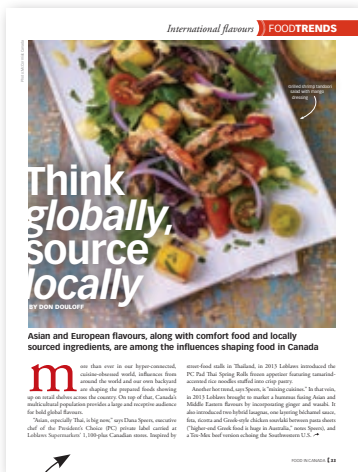 International flavours FOODTRENDS
Grilled shrimp
salad with mango
dressing
Think
globally,
source
locally
BY DON DOULOFF
Asian and European flavours, along with comfort food and locally
sourced ingredients, are among the influences shaping food in Canada
more than ever in our hyper-connected,
cuisine-obsessed world, influences from
around the world and our own backyard
are shaping the prepared foods showing
up on retail shelves across the country. On top of that, Canada's
multicultural population provides a large and receptive audience
for bold global flavours.
"Asian, especially Thai, is big now," says Dana Speers, executive
chef of the President's Choice (PC) private label carried at
Loblaws Supermarkets' 1,100-plus Canadian stores. Inspired by
street-food stalls in Thailand, in 2013 Loblaws introduced the
PC Pad Thai Spring Rolls frozen appetizer featuring tamarind-
accented rice noodles stuffed into crisp pastry.
Another hot trend, says Speers, is "mixing cuisines." In that vein,
in 2013 Loblaws brought to market a hummus fusing Asian and
Middle Eastern flavours by incorporating ginger and wasabi. It
also introduced two hybrid lasagnas, one layering béchamel sauce,
feta, ricotta and Greek-style chicken souvlaki between pasta sheets
("higher-end Greek food is huge in Australia," notes Speers), and
a Tex-Mex beef version echoing the Southwestern U.S.
FOOD IN CANADA 33